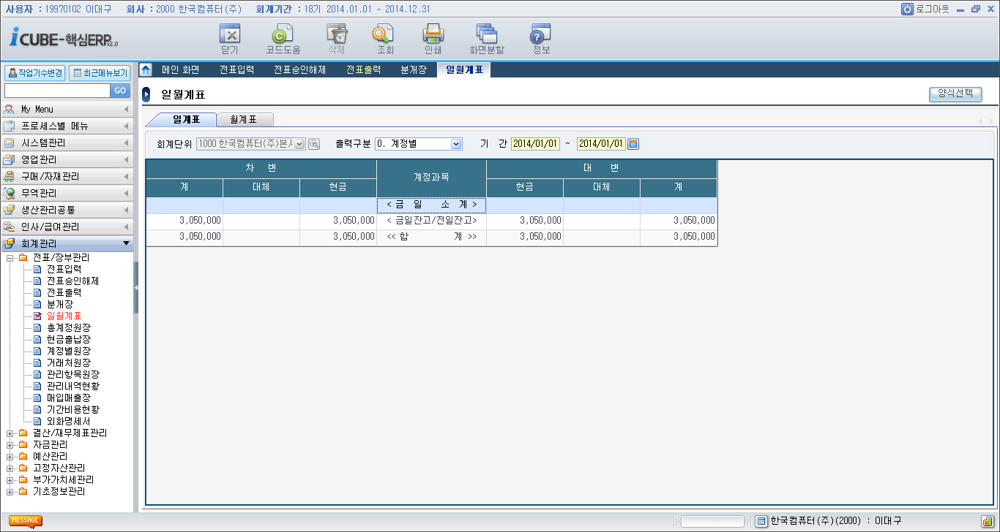 사용자 : 19970102 이대구 회사 : 2000 한국컴퓨터(주) 회계기간 : 18기 2014.01.01 ~ 2014.12.31 로그아웃
iCUBE-핵심ERP v2.0
닫기 코드도움 삭제 조회 인쇄 화면분할 정보
작업기수변경 최근메뉴보기
메인 화면 전표입력 전표승인해제 전표출력 분개장 일월계표
GO
일월계표 양식선택
My Menu
프로세스별 메뉴
시스템관리
영업관리
구매/자재관리
무역관리
생산관리공통
인사/급여관리
회계관리
전표/장부관리
전표입력
전표승인해제
전표출력
분개장
일월계표
총계정원장
현금출납장
계정별원장
거래처원장
관리항목원장
관리내역현황
매입매출장
기간비용현황
외화명세서
결산/재무제표관리
자금관리
예산관리
고정자산관리
부가가치세관리
기초정보관리
일계표 월계표
회계단위 1000 한국컴퓨터(주)본사 출력구분 0. 계정별 기 간 2014/01/01 ~ 2014/01/01
차 변 계정과목 대 변
계 대체 현금 현금 대체 계
< 금 일 소 계 >
3,050,000 3,050,000 < 금일잔고/전일잔고> 3,050,000 3,050,000
3,050,000 3,050,000 << 합 계 >> 3,050,000 3,050,000
MESSAGE 한국컴퓨터(주)(2000) : 이대구